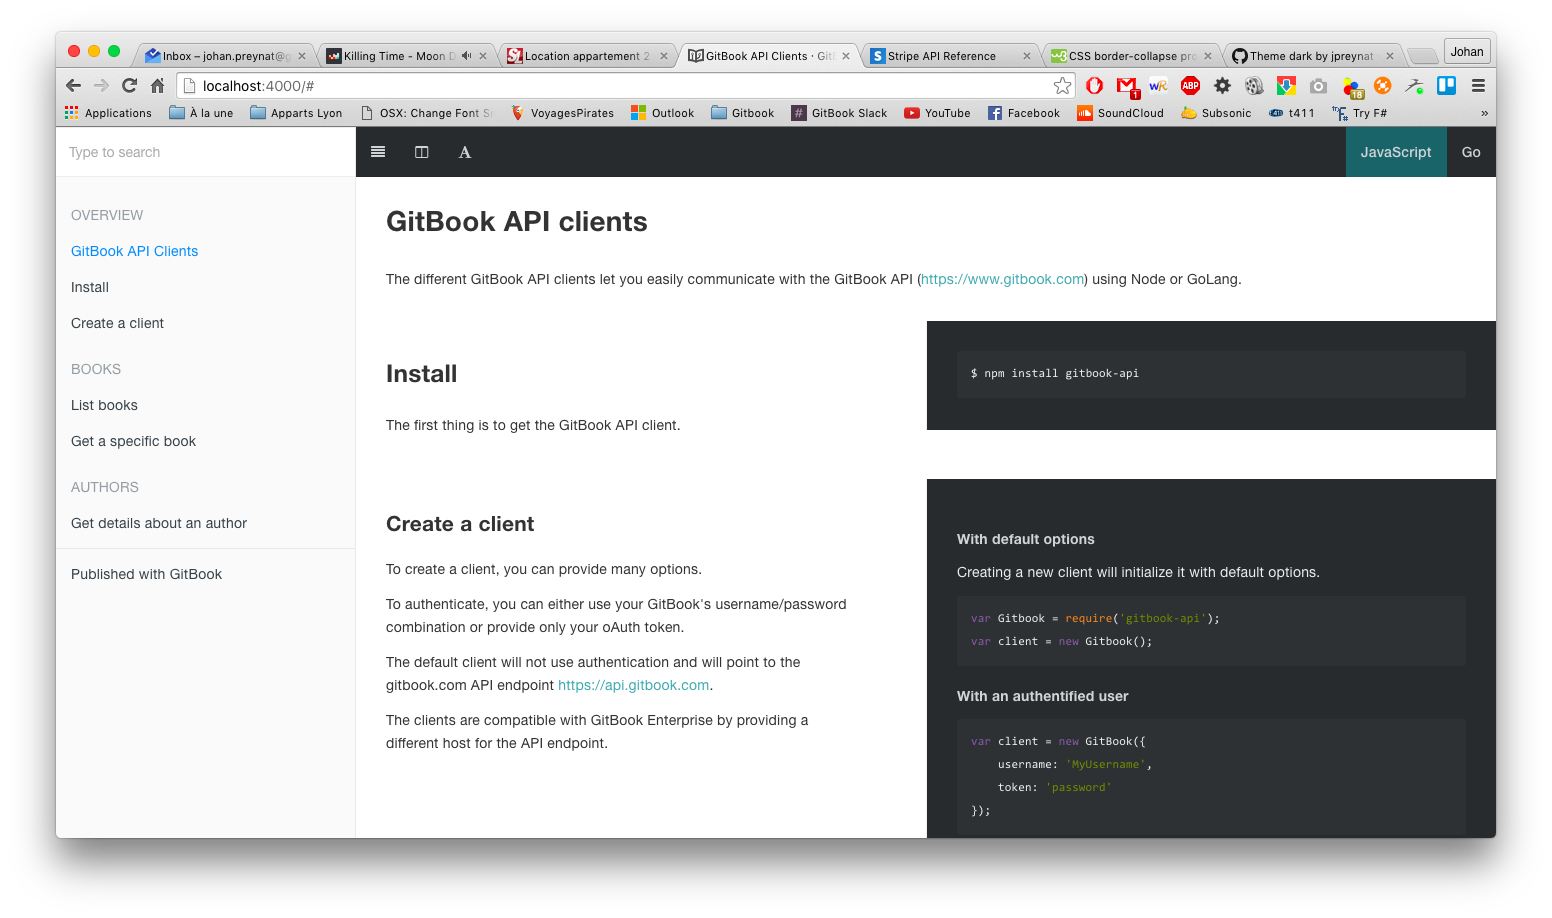 Inbox – johan.preynat@g
Killing Time - Moon D
Location appartement 2
GitBook API Clients · Git
Stripe API Reference
CSS border-collapse pro
Theme dark by jpreynat
Johan
localhost:4000/#
ABP
1
18
Applications
À la une
Apparts Lyon
OSX: Change Font S
VoyagesPirates
Outlook
Gitbook
GitBook Slack
YouTube
Facebook
SoundCloud
Subsonic
t411
Try F#
»
Type to search
A
JavaScript
Go
OVERVIEW
GitBook API Clients
Install
Create a client
BOOKS
List books
Get a specific book
AUTHORS
Get details about an author
Published with GitBook
GitBook API clients
The different GitBook API clients let you easily communicate with the GitBook API (https://www.gitbook.com) using Node or GoLang.
Install
The first thing is to get the GitBook API client.
$ npm install gitbook-api
Create a client
To create a client, you can provide many options.
To authenticate, you can either use your GitBook's username/password
combination or provide only your oAuth token.
The default client will not use authentication and will point to the
gitbook.com API endpoint https://api.gitbook.com.
The clients are compatible with GitBook Enterprise by providing a
different host for the API endpoint.
With default options
Creating a new client will initialize it with default options.
var Gitbook = require('gitbook-api');
var client = new Gitbook();
With an authentified user
var client = new GitBook({
    username: 'MyUsername',
    token: 'password'
});